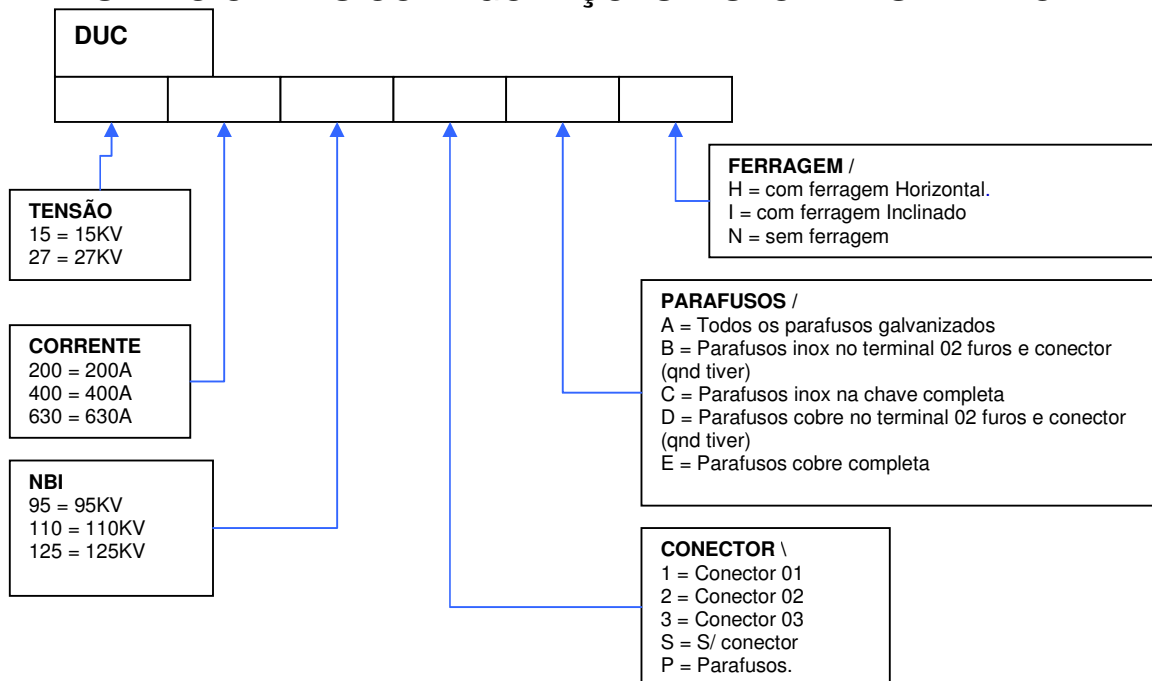 DUC
TENSÃO
15 = 15KV
27 = 27KV
CORRENTE
200 = 200A
400 = 400A
630 = 630A
NBI
95 = 95KV
110 = 110KV
125 = 125KV
FERRAGEM /
H = com ferragem Horizontal.
I = com ferragem Inclinado
N = sem ferragem
PARAFUSOS /
A = Todos os parafusos galvanizados
B = Parafusos inox no terminal 02 furos e conector
(qnd tiver)
C = Parafusos inox na chave completa
D = Parafusos cobre no terminal 02 furos e conector
(qnd tiver)
E = Parafusos cobre completa
CONECTOR \
1 = Conector 01
2 = Conector 02
3 = Conector 03
S = S/ conector
P = Parafusos.